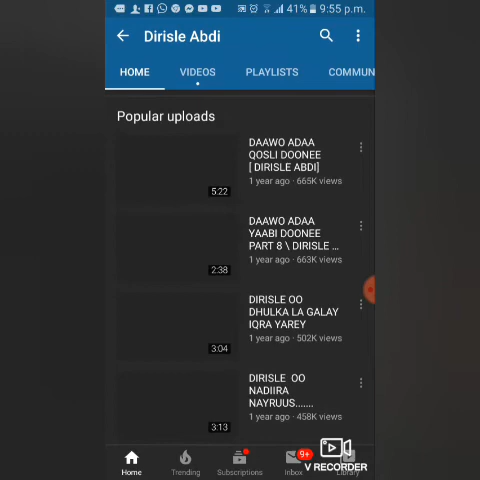 41% 9:55 p.m.
Dirisle Abdi
HOME VIDEOS PLAYLISTS COMMUN
Popular uploads
DAAWO ADAA
QOSLI DOONEE
[ DIRISLE ABDI]
1 year ago · 665K views
5:22
DAAWO ADAA
YAABI DOONEE
PART 8 \ DIRISLE ...
1 year ago · 663K views
2:38
DIRISLE OO
DHULKA LA GALAY
IQRA YAREY
1 year ago · 502K views
3:04
DIRISLE OO
NADIIRA
NAYRUUS.......
1 year ago · 458K views
3:13
9+
V RECORDER
Home Trending Subscriptions Inbox Library